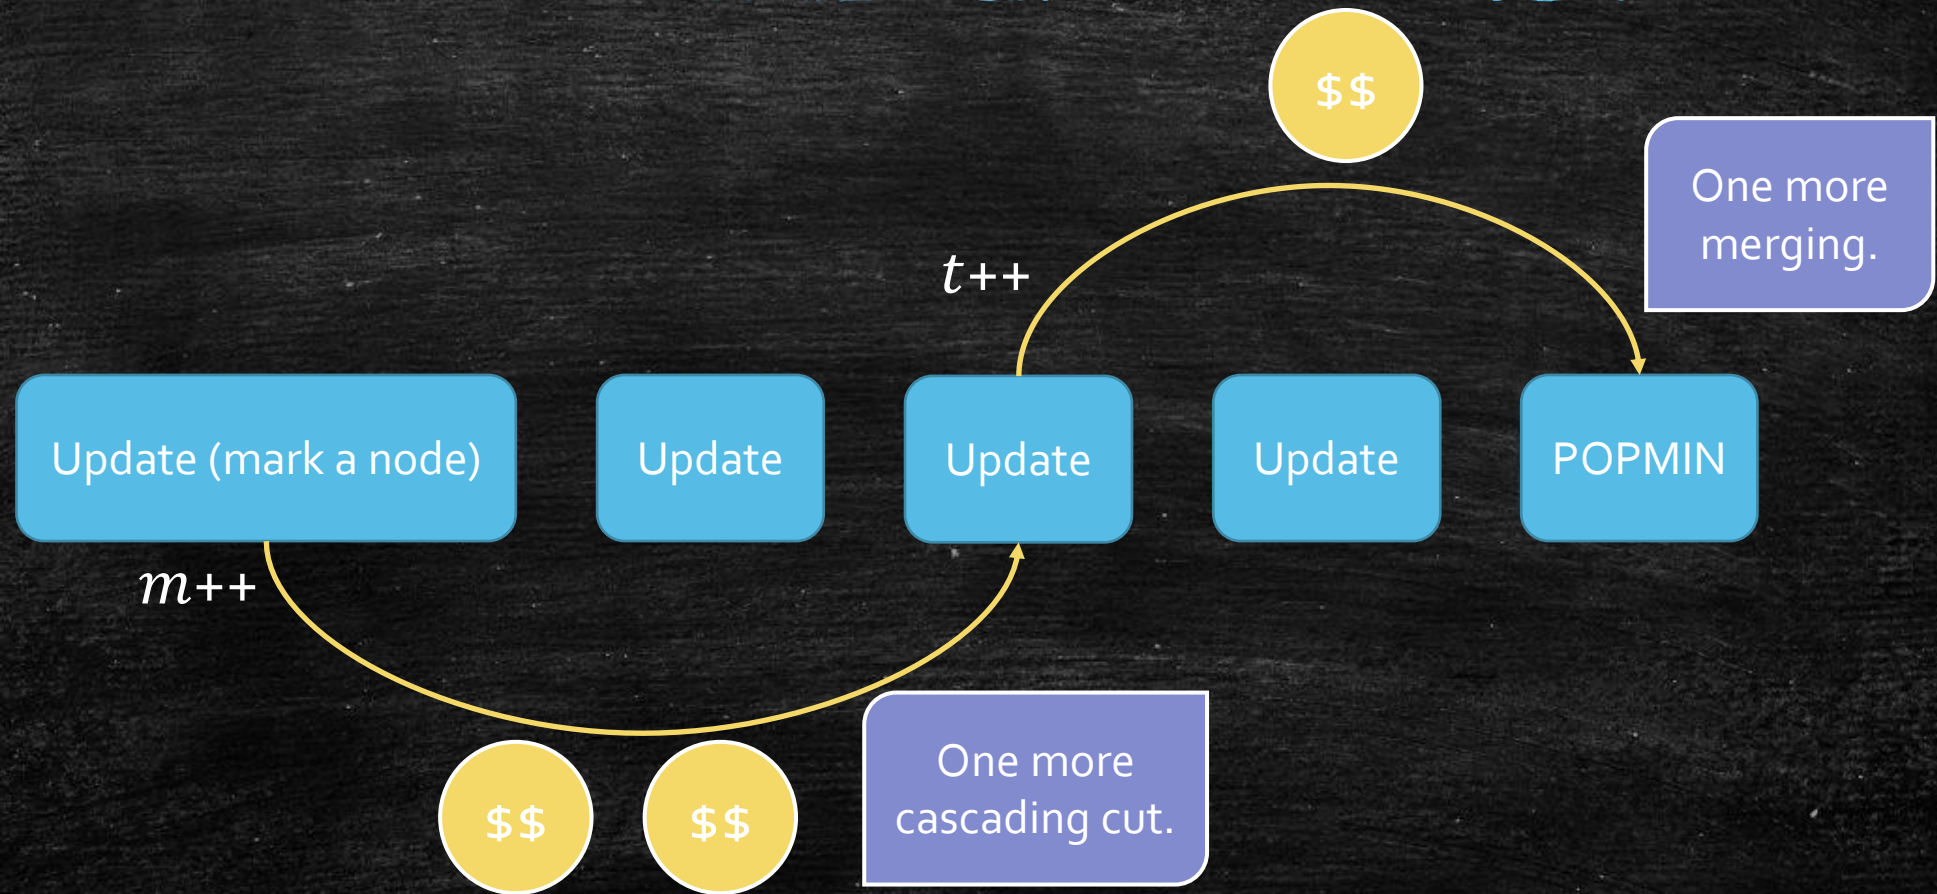 $$
One more
merging.
t++
Update (mark a node)
Update
Update
Update
POPMIN
m++
One more
cascading cut.
$$
$$